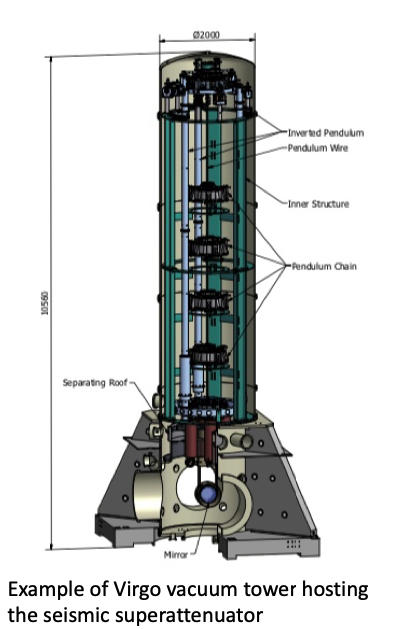 Ø2000
Inverted Pendulum
Pendulum Wire
Inner Structure
Pendulum Chain
10560
Separating Roof
Mirror
Example of Virgo vacuum tower hosting
the seismic superattenuator